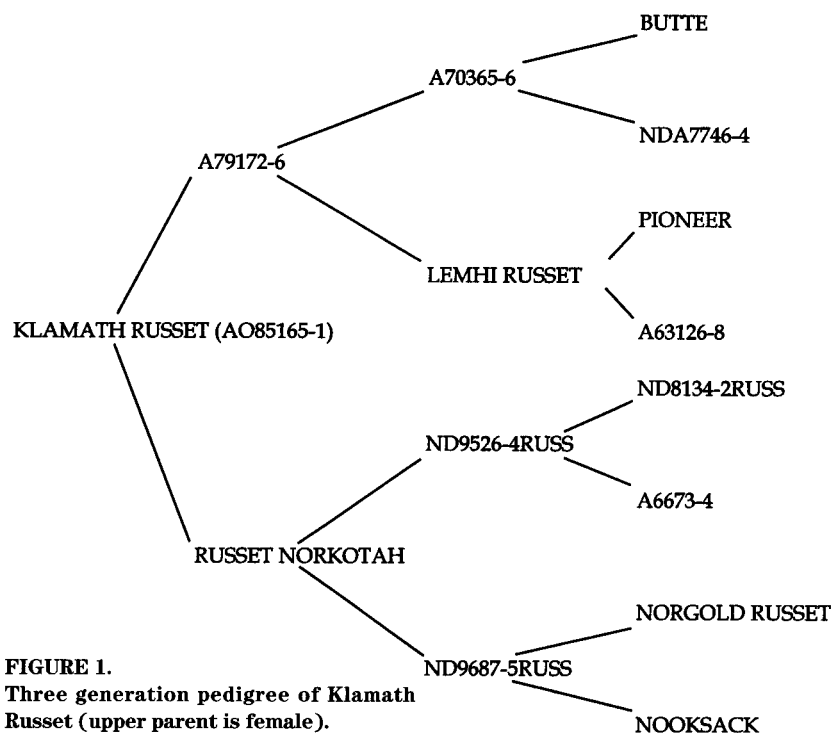 BUTTE
A70365-6
NDA7746-4
A79172-6
PIONEER
LEMHI RUSSET
KLAMATH RUSSET (AO85165-1)
A63126-8
ND8134-2RUSS
ND9526-4RUSS
A6673-4
RUSSET NORKOTAH
NORGOLD RUSSET
ND9687-5RUSS
NOOKSACK
FIGURE 1.
Three generation pedigree of Klamath
Russet (upper parent is female).